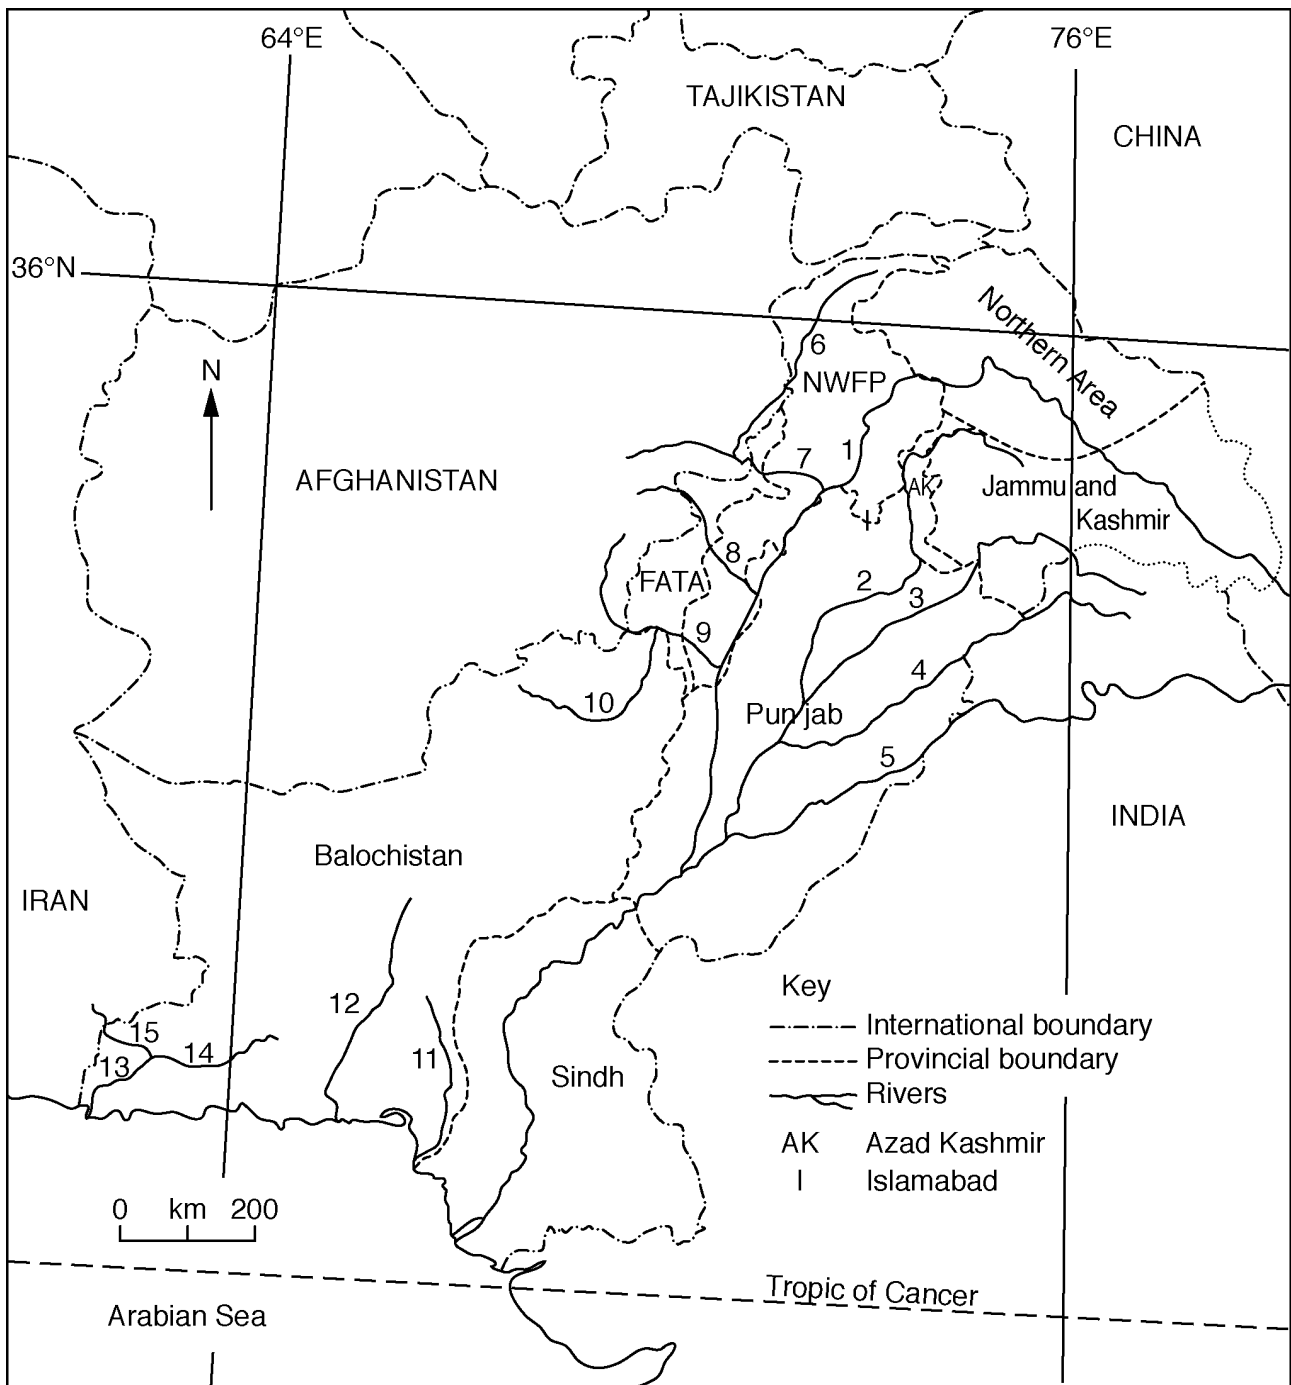 64°E
76°E
TAJIKISTAN
CHINA
36°N
Northern Area
6
N
NWFP
1
7
AFGHANISTAN
AK
Jammu and
Kashmir
I
8
FATA
2
3
9
4
10
Punjab
5
INDIA
Balochistan
IRAN
Key
12
International boundary
15
14
Provincial boundary
13
11
Sindh
Rivers
AK Azad Kashmir
I Islamabad
0 km 200
Tropic of Cancer
Arabian Sea